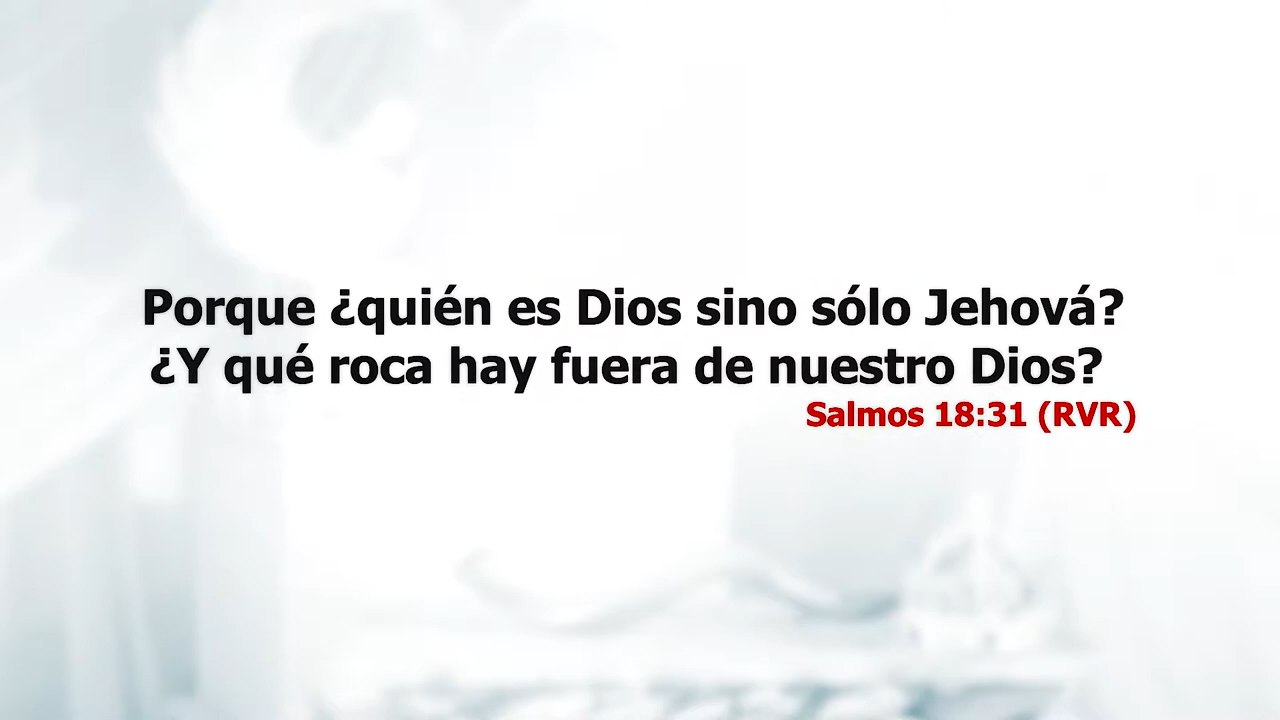 Porque ¿quién es Dios sino sólo Jehová?
¿Y qué roca hay fuera de nuestro Dios?
Salmos 18:31 (RVR)